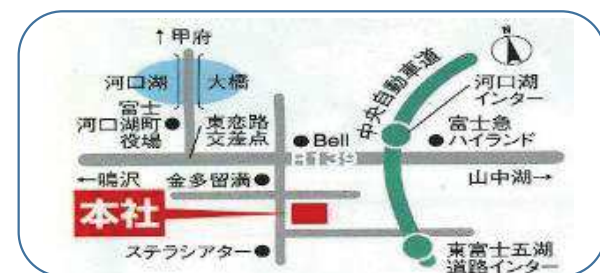 ↑甲府
河口湖
大橋
富士
河口湖町
役場
東恋路
交差点
中央自動車道
N
河口湖
インター
Bell
富士急
ハイランド
R139
←鳴沢
金多留満
山中湖→
本社
ステラシアター
東富士五湖
道路インター